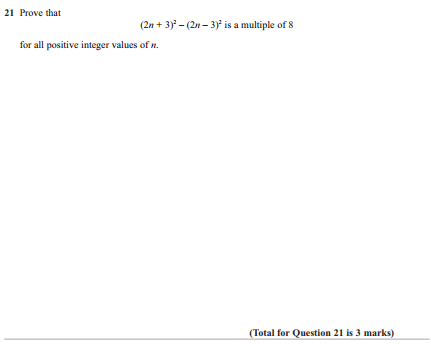 21 Prove that
(2n + 3)² – (2n – 3)² is a multiple of 8
for all positive integer values of n.
(Total for Question 21 is 3 marks)